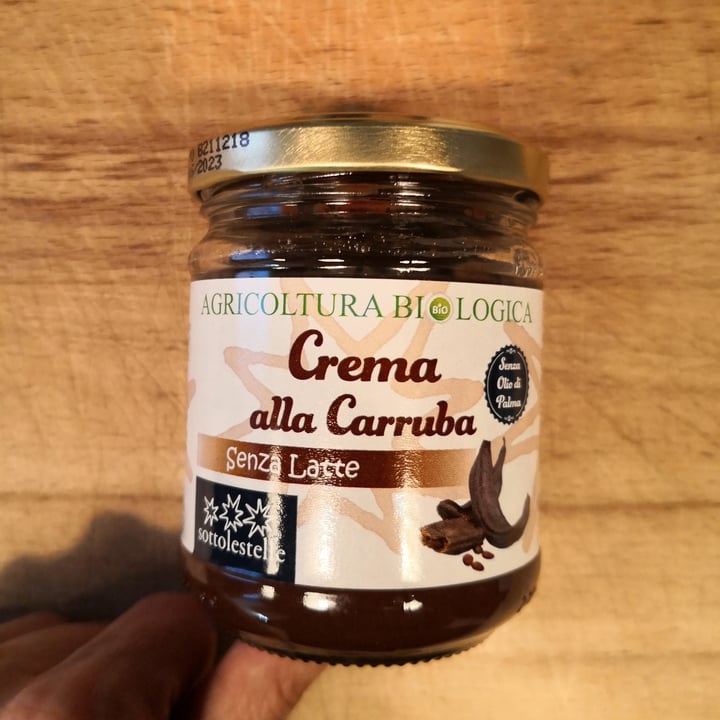 8211218
/2023
AGRICOLTURA BIOLOGICA
BIO
Crema
alla Carruba
Senza
Olio di
Palma
Senza Latte
sottolestelle